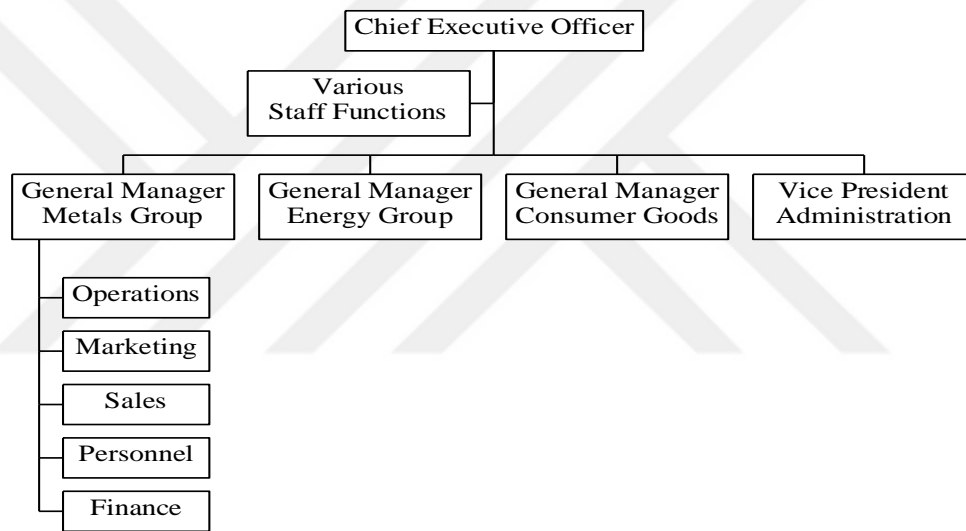 Chief Executive Officer
Various
Staff Functions
General Manager
Metals Group
General Manager
Energy Group
General Manager
Consumer Goods
Vice President
Administration
Operations
Marketing
Sales
Personnel
Finance